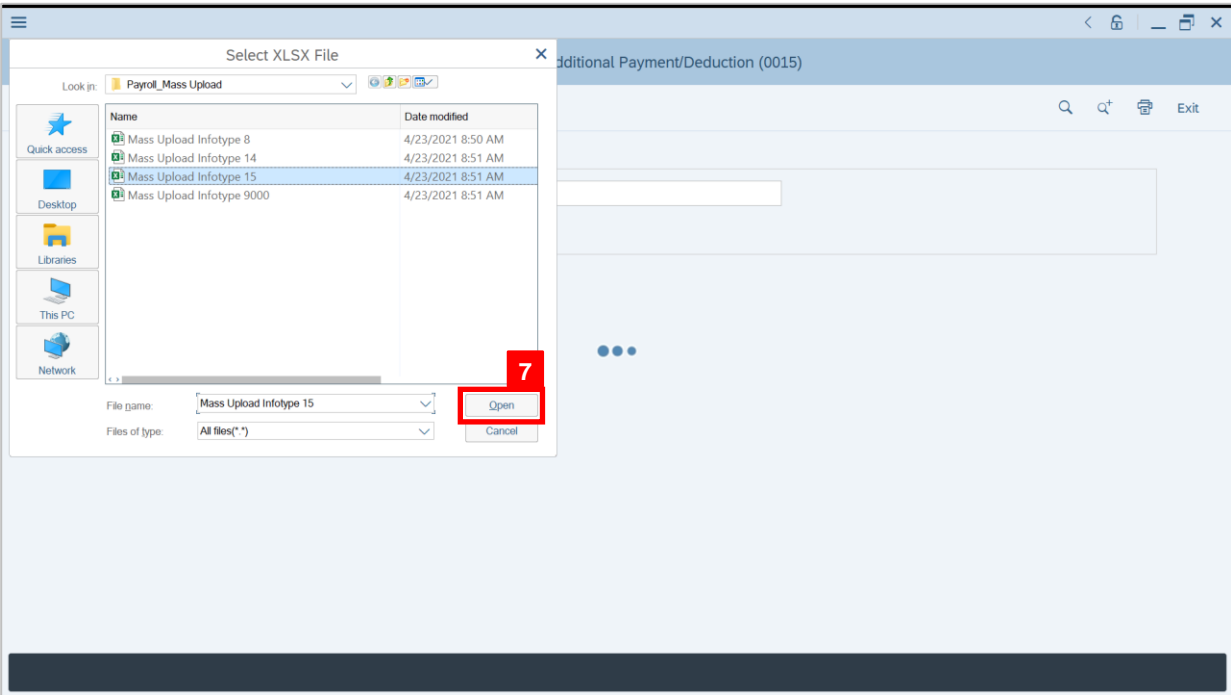 Select XLSX File
dditional Payment/Deduction (0015)
Look in:
Payroll_Mass Upload
Exit
Name
Date modified
Mass Upload Infotype 8
4/23/2021 8:50 AM
Mass Upload Infotype 14
4/23/2021 8:51 AM
Mass Upload Infotype 15
4/23/2021 8:51 AM
Mass Upload Infotype 9000
4/23/2021 8:51 AM
Quick access
Desktop
Libraries
This PC
Network
7
File name:
Mass Upload Infotype 15
Open
Files of type:
All files(*.*)
Cancel